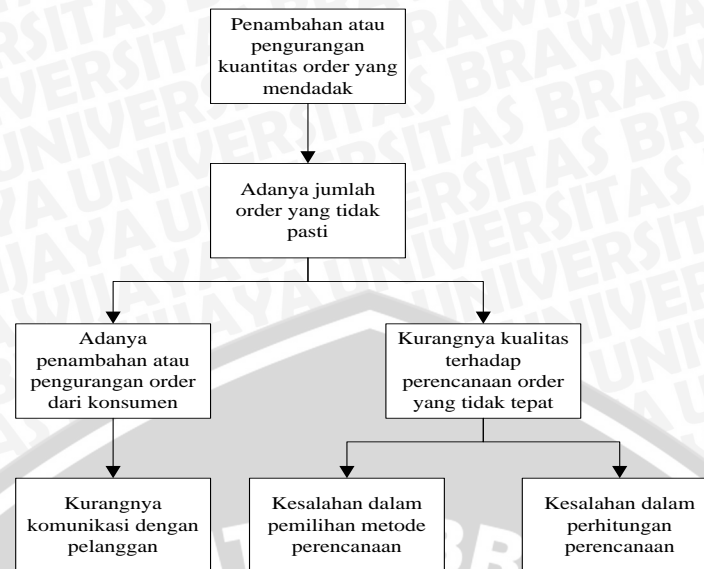 Penambahan atau
pengurangan
kuantitas order yang
mendadak
Adanya jumlah
order yang tidak
pasti
Adanya
penambahan atau
pengurangan order
dari konsumen
Kurangnya kualitas
terhadap
perencanaan order
yang tidak tepat
Kurangnya
komunikasi dengan
pelanggan
Kesalahan dalam
pemilihan metode
perencanaan
Kesalahan dalam
perhitungan
perencanaan